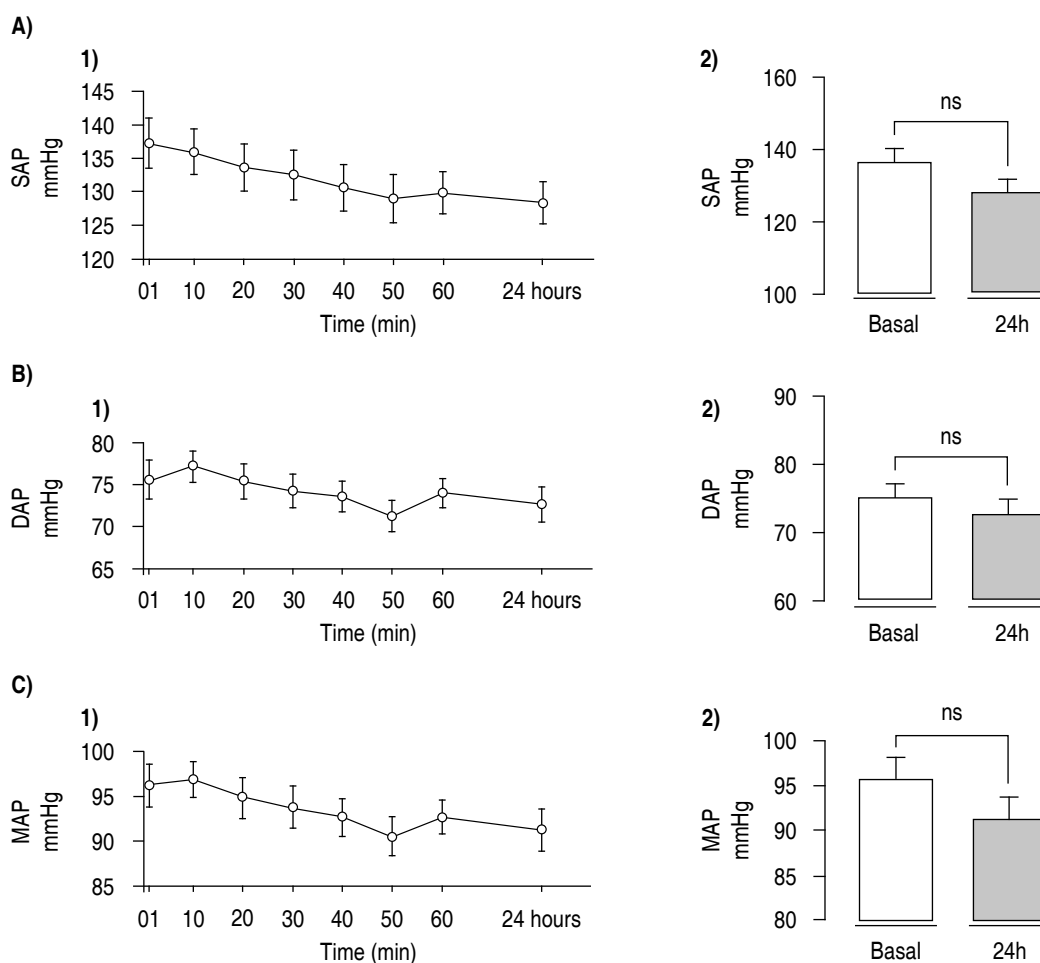 A)
1)
SAP
mmHg
145
140
135
130
125
120
01 10 20 30 40 50 60 24 hours
Time (min)
2)
SAP
mmHg
160
140
120
100
ns
Basal 24h
B)
1)
DAP
mmHg
80
75
70
65
01 10 20 30 40 50 60 24 hours
Time (min)
2)
DAP
mmHg
90
80
70
60
ns
Basal 24h
C)
1)
MAP
mmHg
100
95
90
85
01 10 20 30 40 50 60 24 hours
Time (min)
2)
MAP
mmHg
100
95
90
85
80
ns
Basal 24h